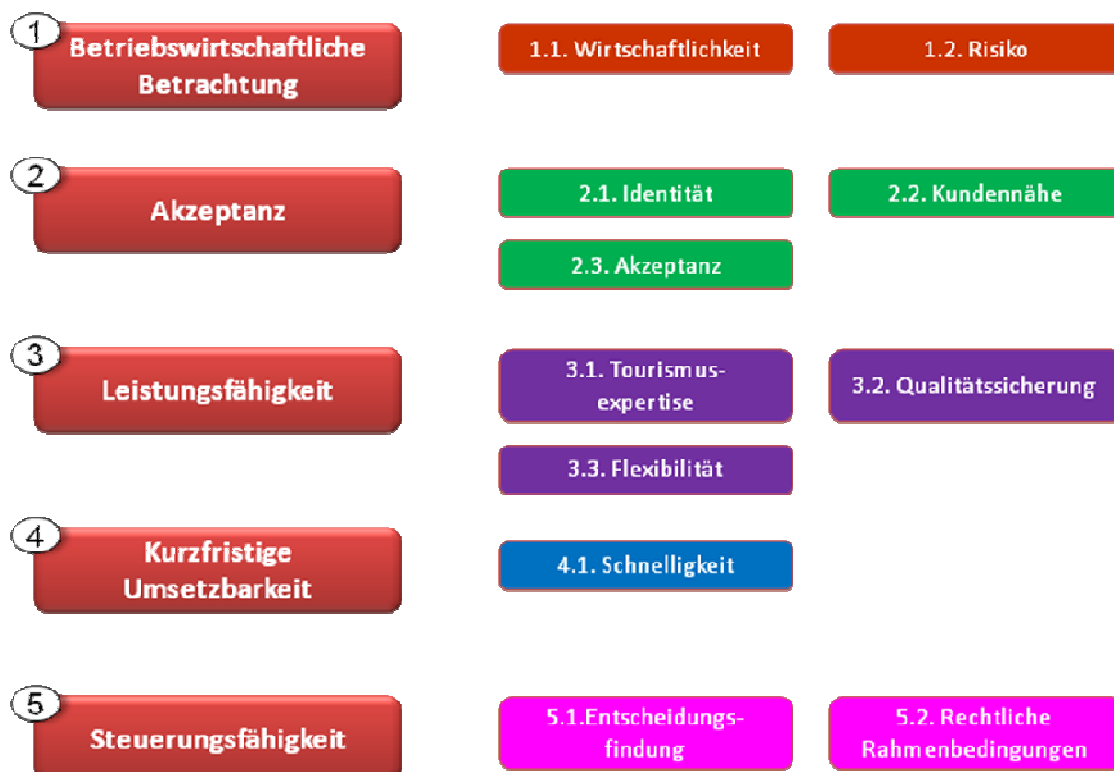 1
Betriebswirtschaftliche
Betrachtung
1.1. Wirtschaftlichkeit
1.2. Risiko
2
Akzeptanz
2.1. Identität
2.2. Kundennähe
2.3. Akzeptanz
3
Leistungsfähigkeit
3.1. Tourismus-
expertise
3.2. Qualitätssicherung
3.3. Flexibilität
4
Kurzfristige
Umsetzbarkeit
4.1. Schnelligkeit
5
Steuerungsfähigkeit
5.1.Entscheidungs-
findung
5.2. Rechtliche
Rahmenbedingungen